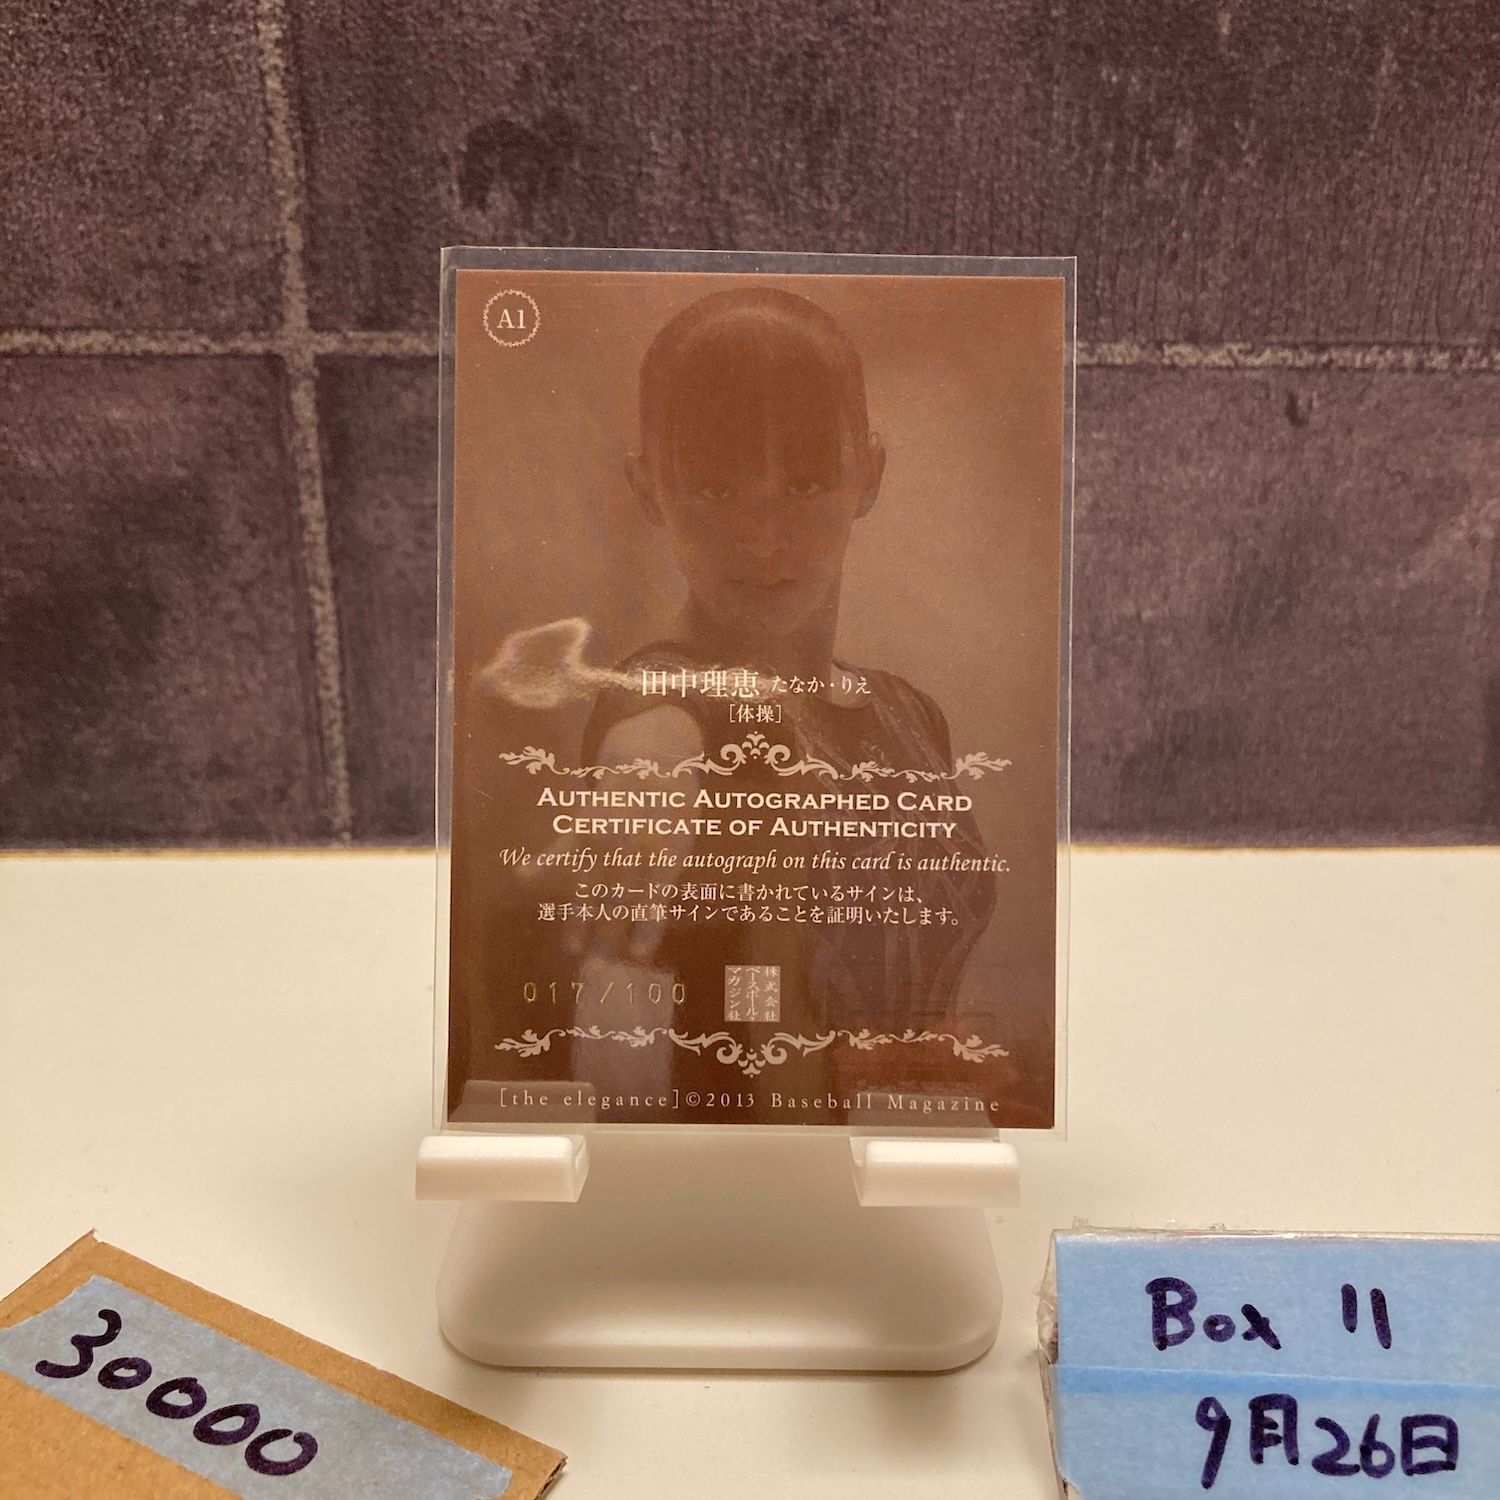 A1
田中理恵 たなか・りえ
［体操］
AUTHENTIC AUTOGRAPHED CARD
CERTIFICATE OF AUTHENTICITY
We certify that the autograph on this card is authentic.
このカードの表面に書かれているサインは、
選手本人の直筆サインであることを証明いたします。
017/100
株式会社
ベースボール・
マガジン社
[the elegance]©2013 Baseball Magazine
30000
Box 11
9月26日